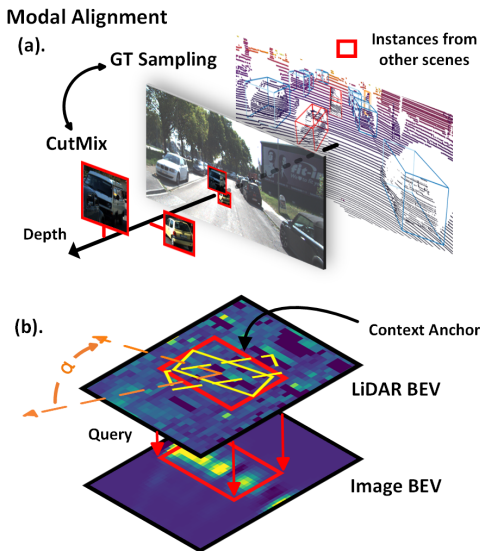 Modal Alignment
(a).
GT Sampling
Instances from
other scenes
CutMix
Depth
(b).
α
Context Anchor
LiDAR BEV
Query
Image BEV